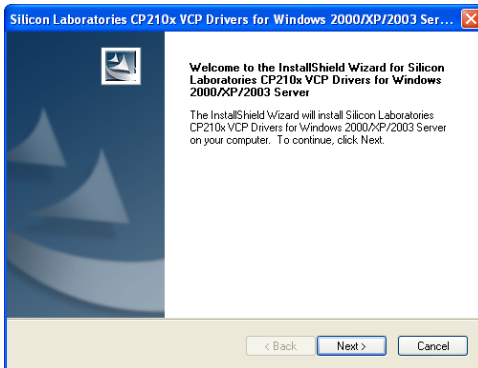 Silicon Laboratories CP210x VCP Drivers for Windows 2000/XP/2003 Ser...
Welcome to the InstallShield Wizard for Silicon
Laboratories CP210x VCP Drivers for Windows
2000/XP/2003 Server
The InstallShield Wizard will install Silicon Laboratories
CP210x VCP Drivers for Windows 2000/XP/2003 Server
on your computer. To continue, click Next.
< Back
Next >
Cancel